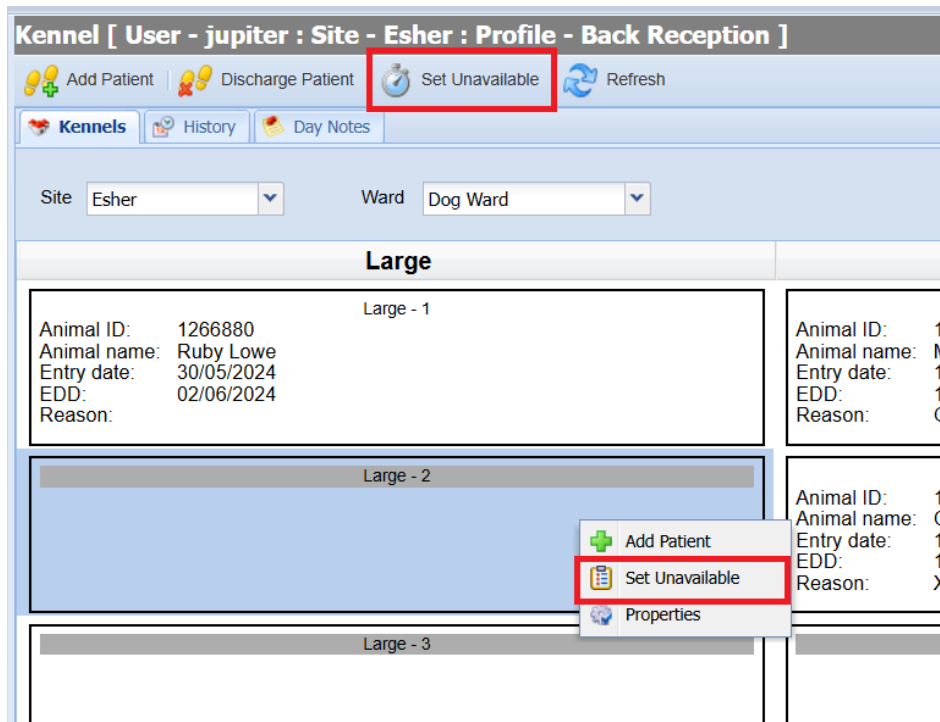 Kennel [ User - jupiter : Site - Esher : Profile - Back Reception ]
Add Patient Discharge Patient Set Unavailable Refresh
Kennels History Day Notes
Site Esher Ward Dog Ward
Large
Large - 1
Animal ID: 1266880
Animal name: Ruby Lowe
Entry date: 30/05/2024
EDD: 02/06/2024
Reason:
Animal ID:
Animal name:
Entry date:
EDD:
Reason:
Large - 2
Add Patient
Set Unavailable
Properties
Animal ID:
Animal name:
Entry date:
EDD:
Reason:
Large - 3